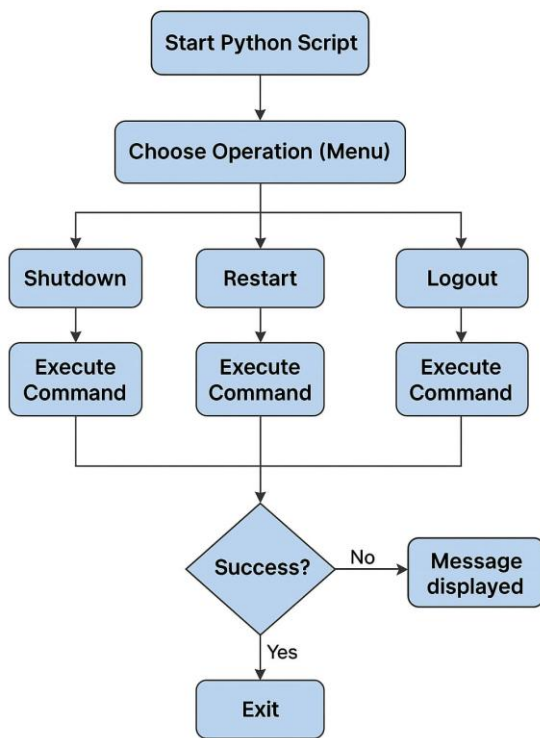 Start Python Script
Choose Operation (Menu)
Shutdown
Restart
Logout
Execute
Command
Execute
Command
Execute
Command
Success?
No
Message
displayed
Yes
Exit